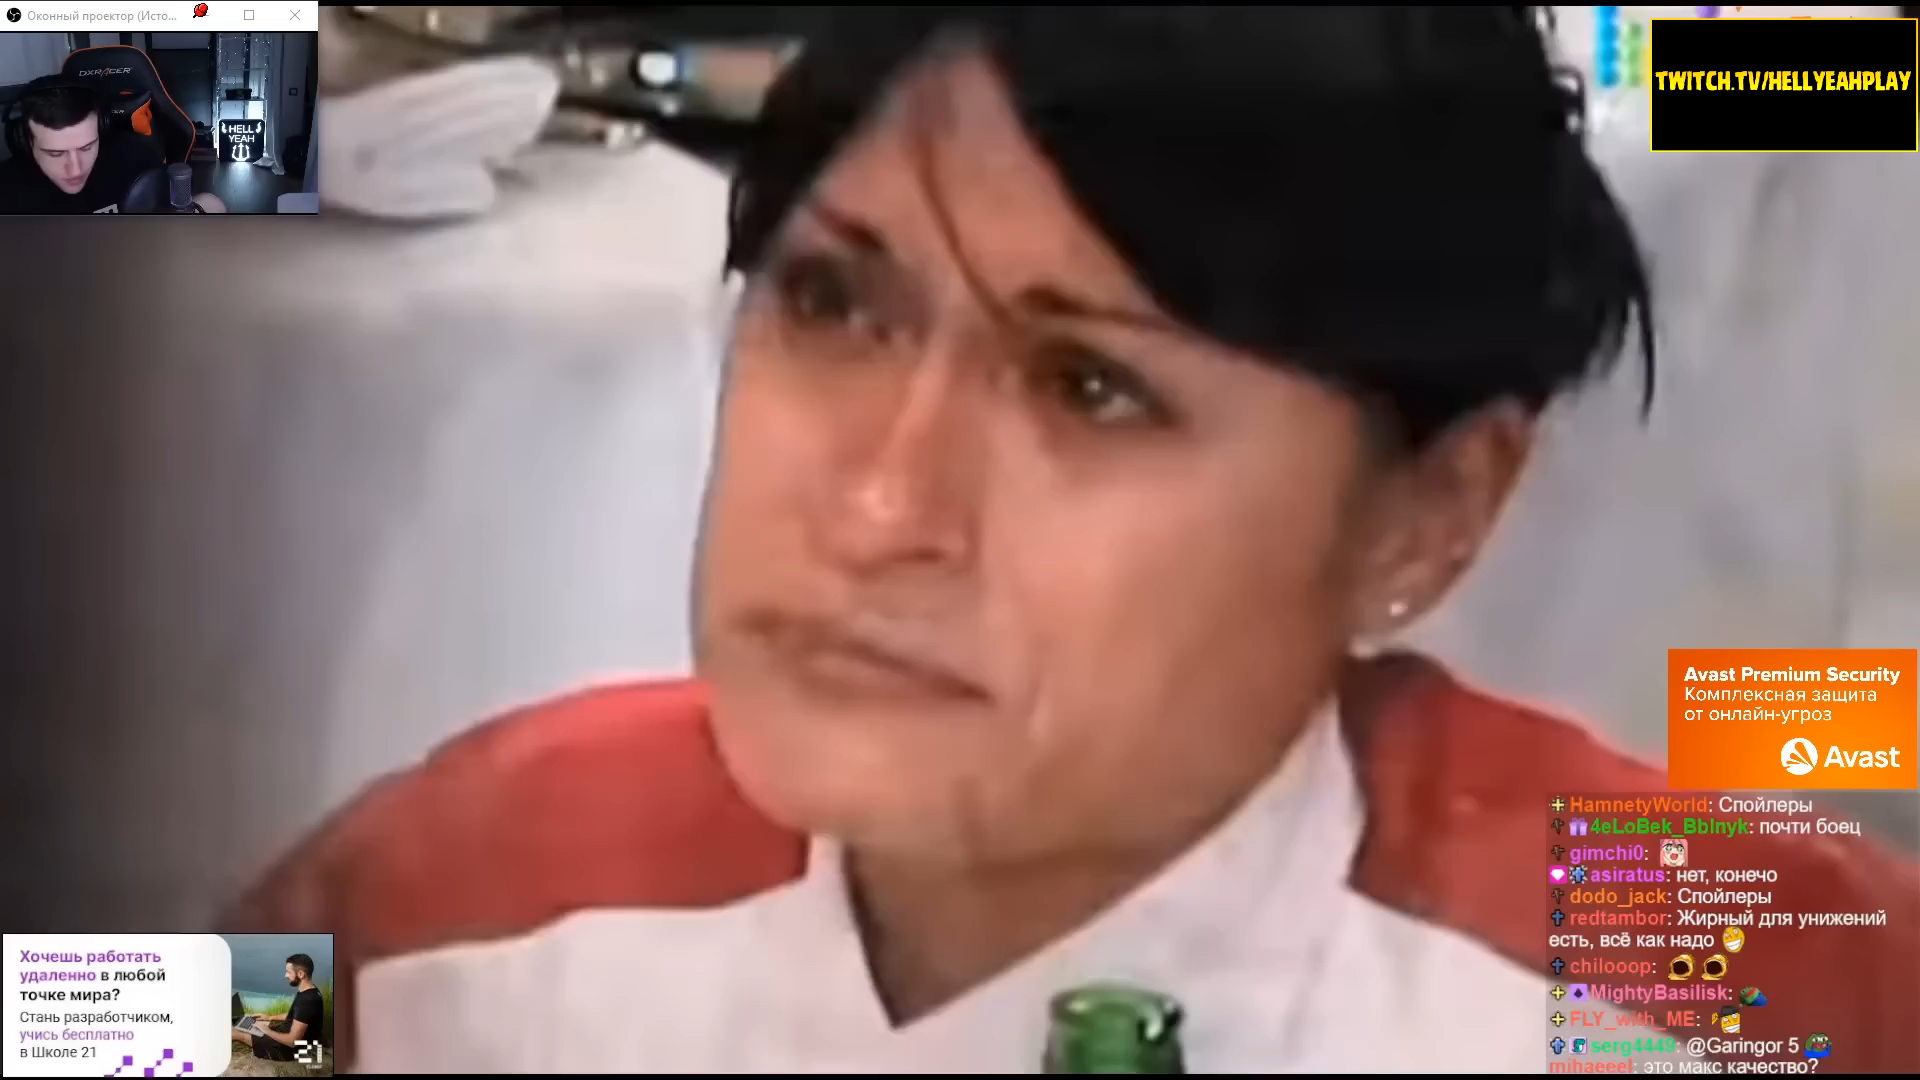 Оконный проектор (Исто...
DXRACER
HELL
YEAH
TWITCH.TV/HELLYEAHPLAY
Avast Premium Security
Комплексная защита
от онлайн-угроз
Avast
HamnetyWorld: Спойлеры
4eLoBek_BbInyk: почти боец
gimchi0:
asiratus: нет, конечо
dodo_jack: Спойлеры
redtambor: Жирный для унижений
есть, всё как надо
chilooop:
MightyBasilisk:
FLY_with_ME:
serg4449: @Garingor 5
mihaeeel: это макс качество?
Хочешь работать
удаленно в любой
точке мира?
Стань разработчиком,
учись бесплатно
в Школе 21
21